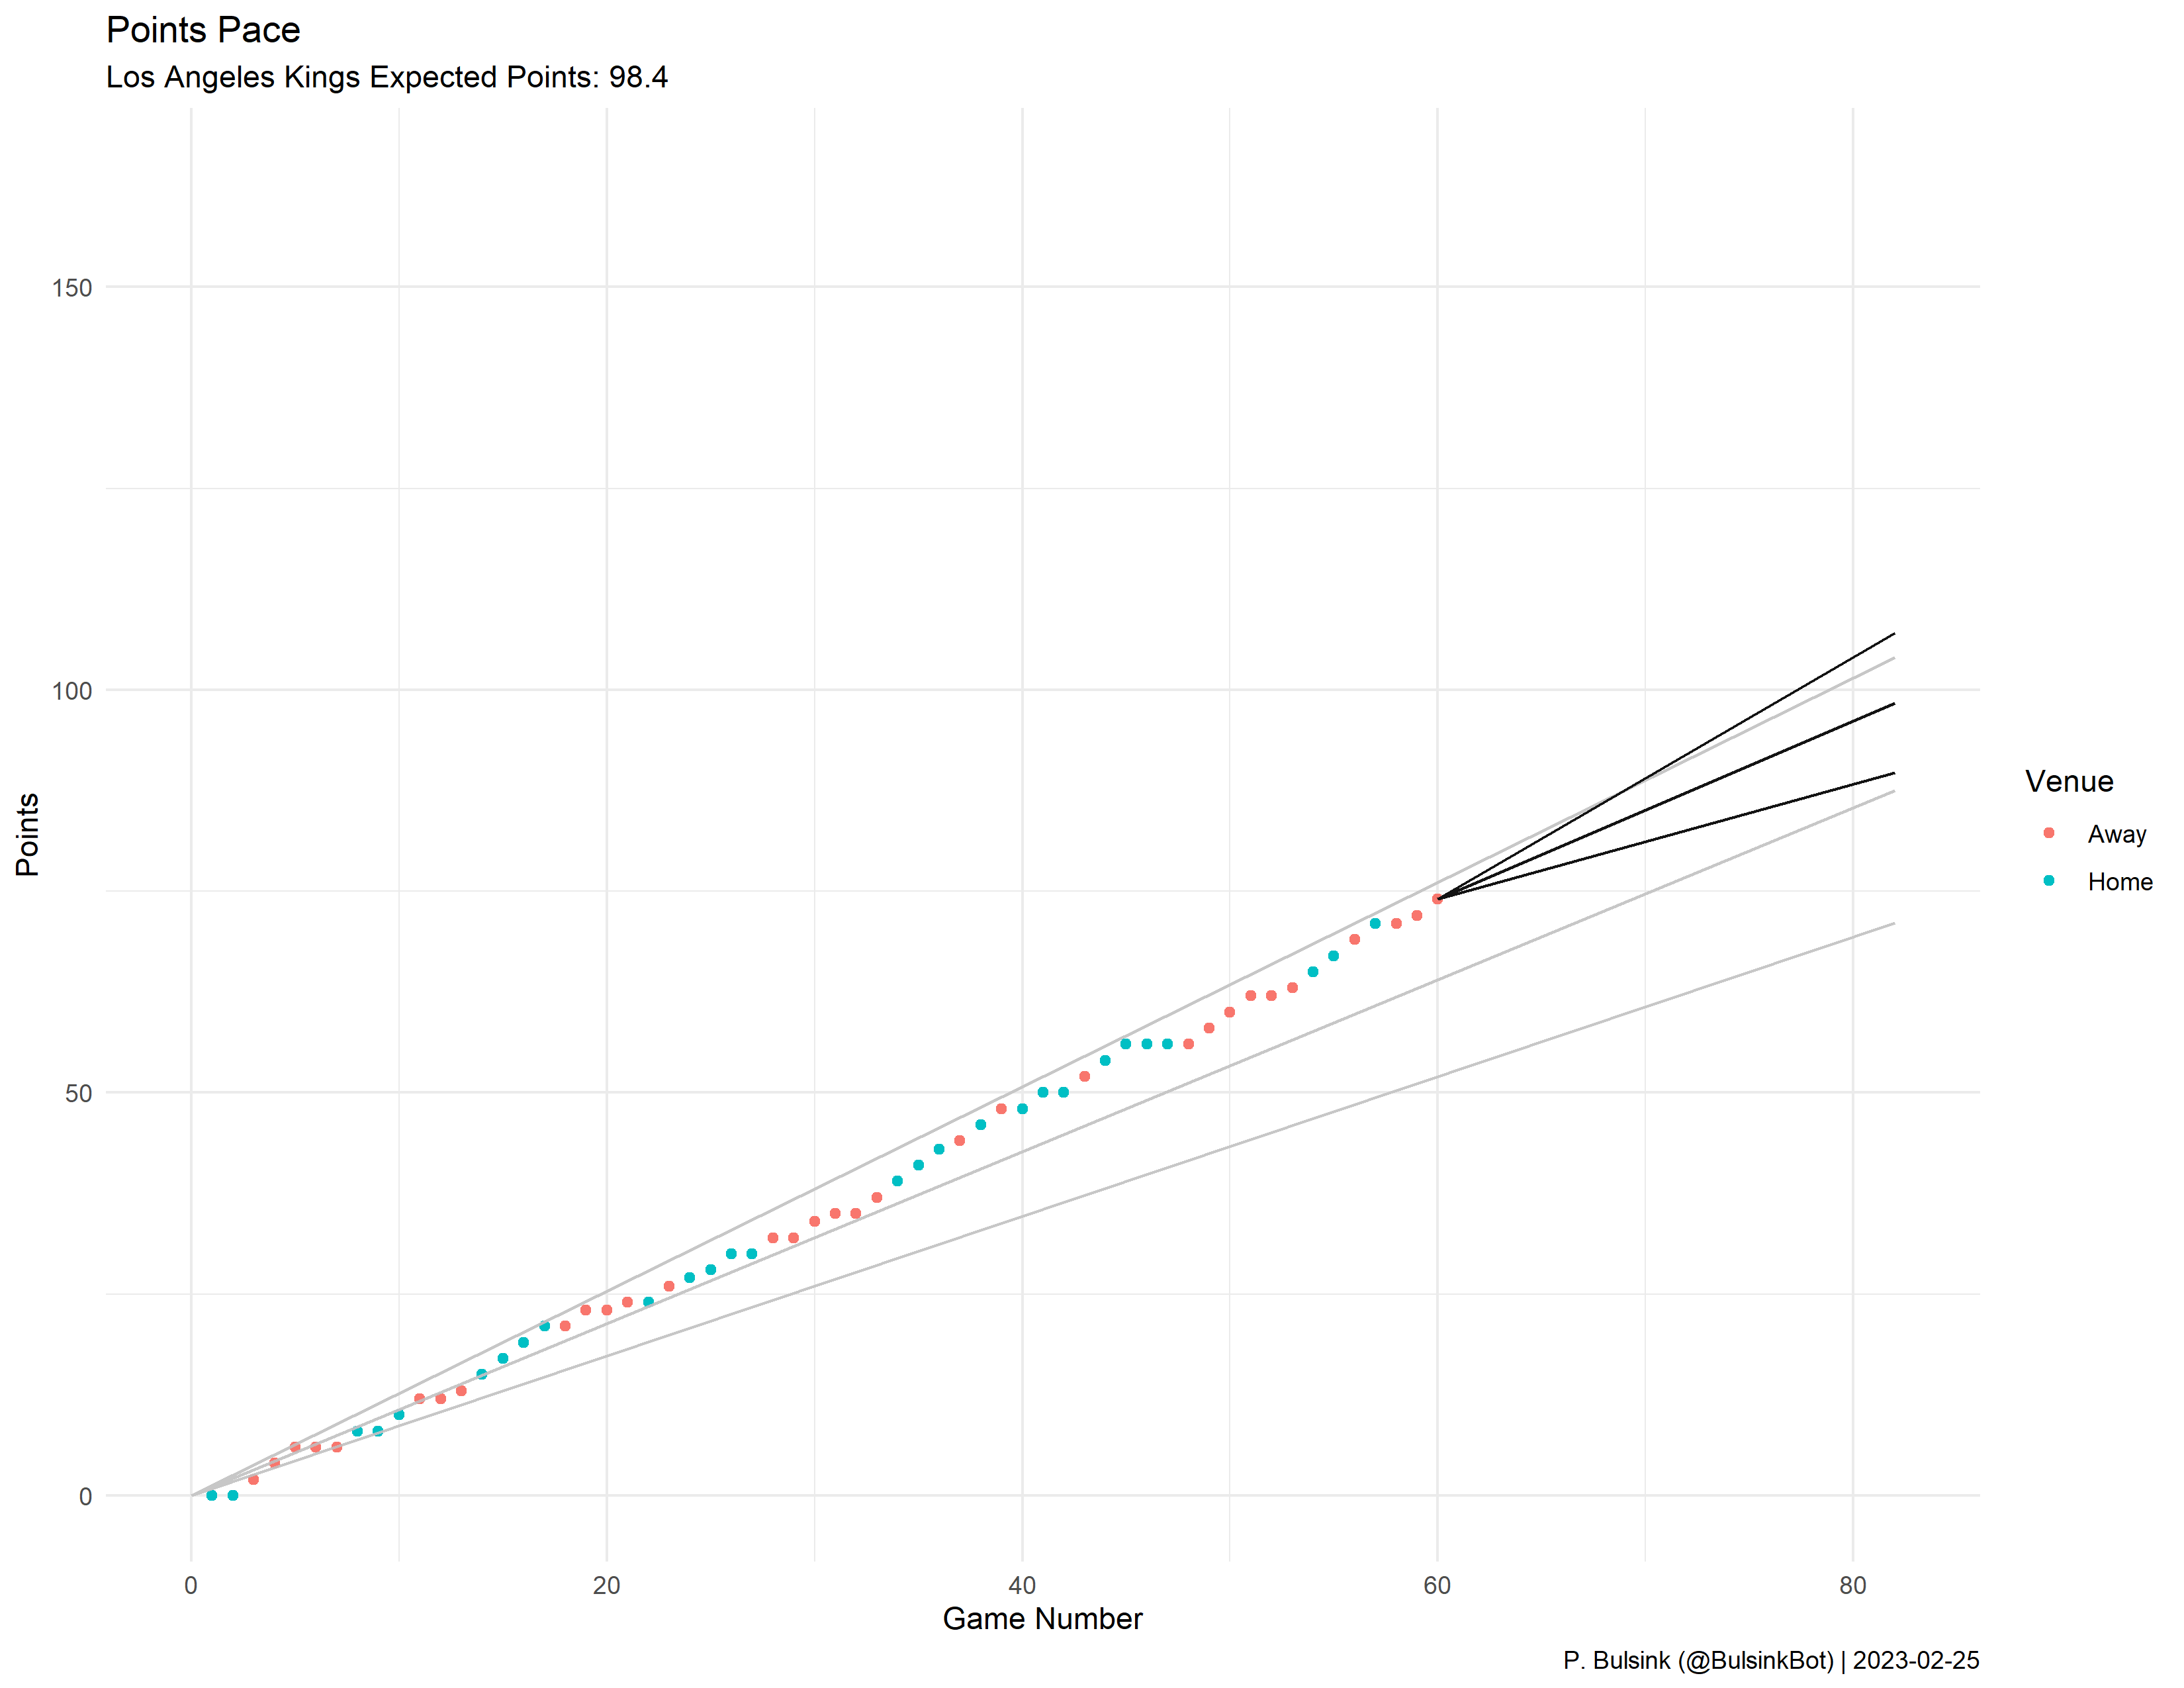 Points Pace
Los Angeles Kings Expected Points: 98.4
150
100
50
0
Points
0 20 40 60 80
Game Number
Venue
Away
Home
P. Bulsink (@BulsinkBot) | 2023-02-25